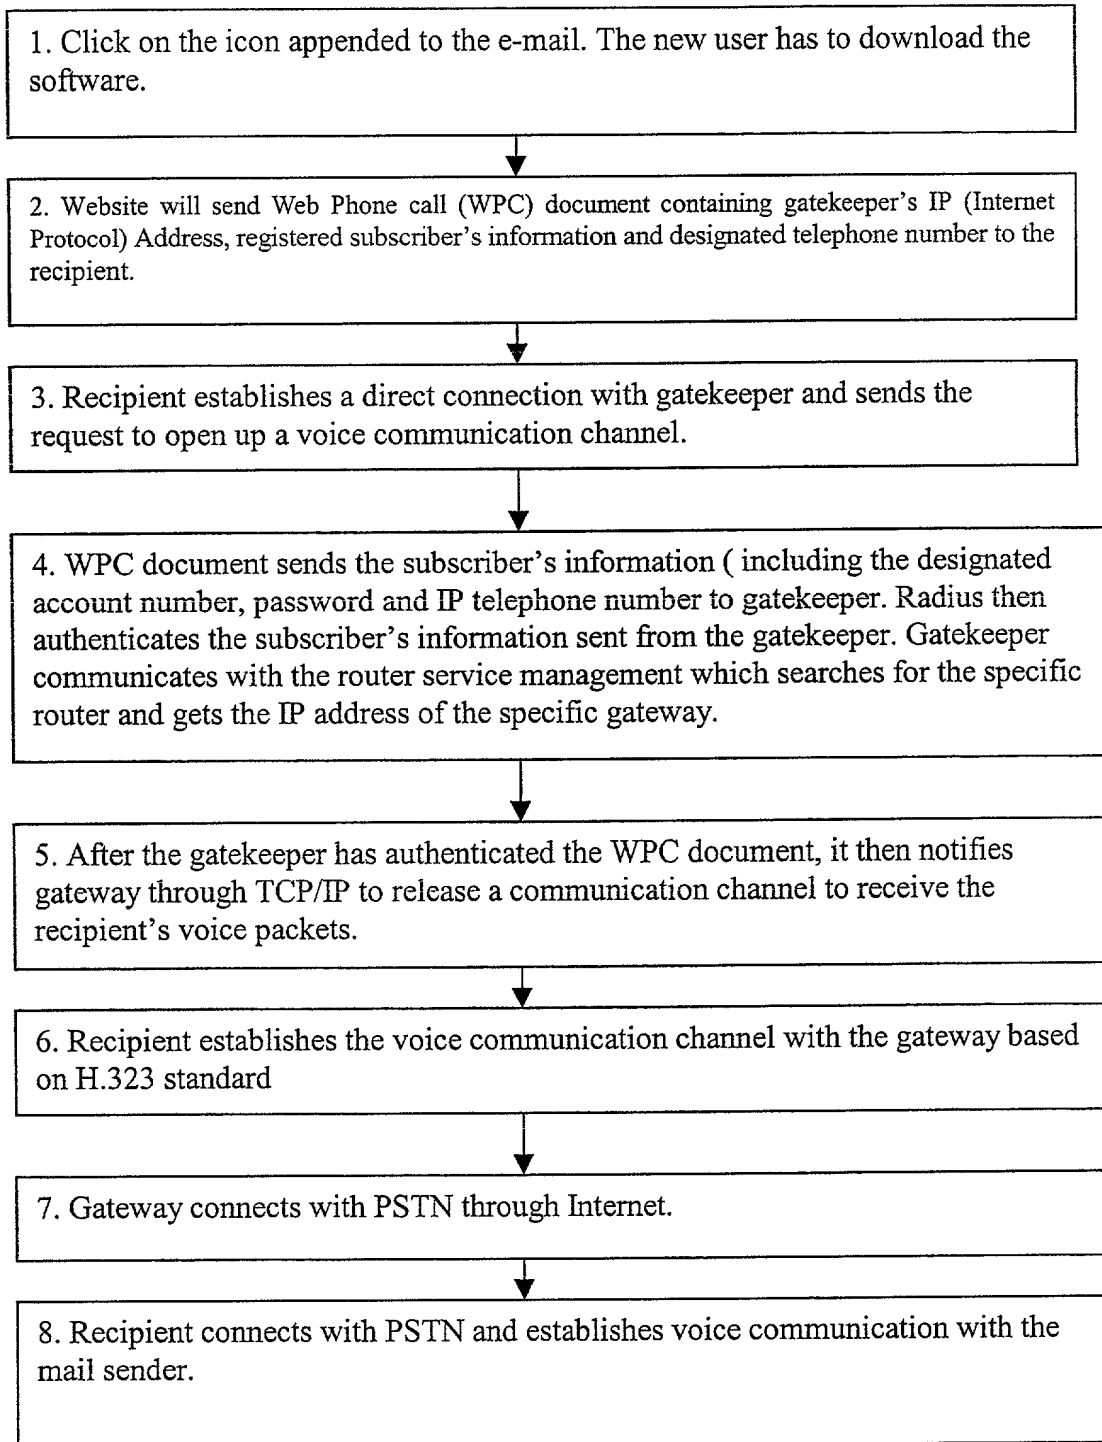 1. Click on the icon appended to the e-mail. The new user has to download the
software.
2. Website will send Web Phone call (WPC) document containing gatekeeper's IP (Internet
Protocol) Address, registered subscriber's information and designated telephone number to the
recipient.
3. Recipient establishes a direct connection with gatekeeper and sends the
request to open up a voice communication channel.
4. WPC document sends the subscriber's information ( including the designated
account number, password and IP telephone number to gatekeeper. Radius then
authenticates the subscriber's information sent from the gatekeeper. Gatekeeper
communicates with the router service management which searches for the specific
router and gets the IP address of the specific gateway.
5. After the gatekeeper has authenticated the WPC document, it then notifies
gateway through TCP/IP to release a communication channel to receive the
recipient's voice packets.
6. Recipient establishes the voice communication channel with the gateway based
on H.323 standard
7. Gateway connects with PSTN through Internet.
8. Recipient connects with PSTN and establishes voice communication with the
mail sender.